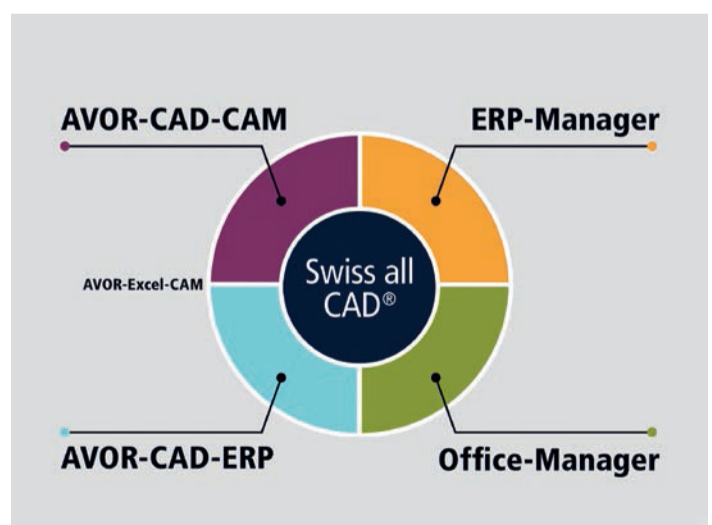 AVOR-CAD-CAM
ERP-Manager
AVOR-Excel-CAM
Swiss all
CAD®
AVOR-CAD-ERP
Office-Manager